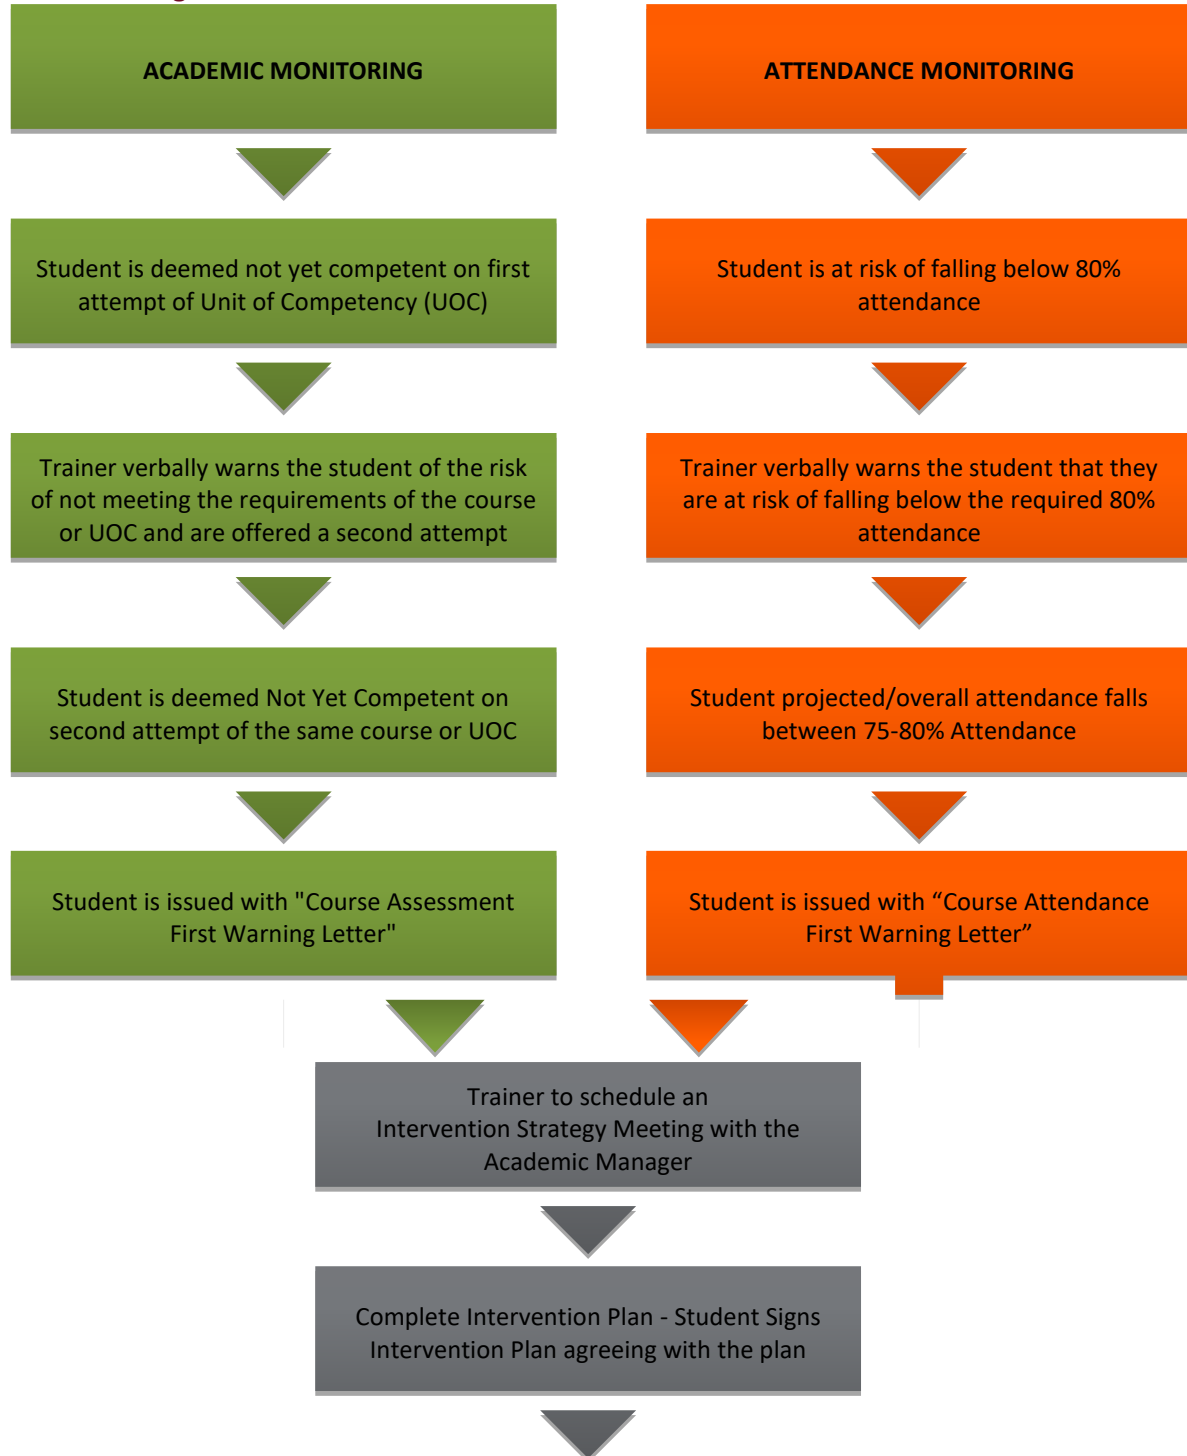 ACADEMIC MONITORING
Student is deemed not yet competent on first
attempt of Unit of Competency (UOC)
Trainer verbally warns the student of the risk
of not meeting the requirements of the course
or UOC and are offered a second attempt
Student is deemed Not Yet Competent on
second attempt of the same course or UOC
Student is issued with "Course Assessment
First Warning Letter"
ATTENDANCE MONITORING
Student is at risk of falling below 80%
attendance
Trainer verbally warns the student that they
are at risk of falling below the required 80%
attendance
Student projected/overall attendance falls
between 75-80% Attendance
Student is issued with “Course Attendance
First Warning Letter”
Trainer to schedule an
Intervention Strategy Meeting with the
Academic Manager
Complete Intervention Plan - Student Signs
Intervention Plan agreeing with the plan